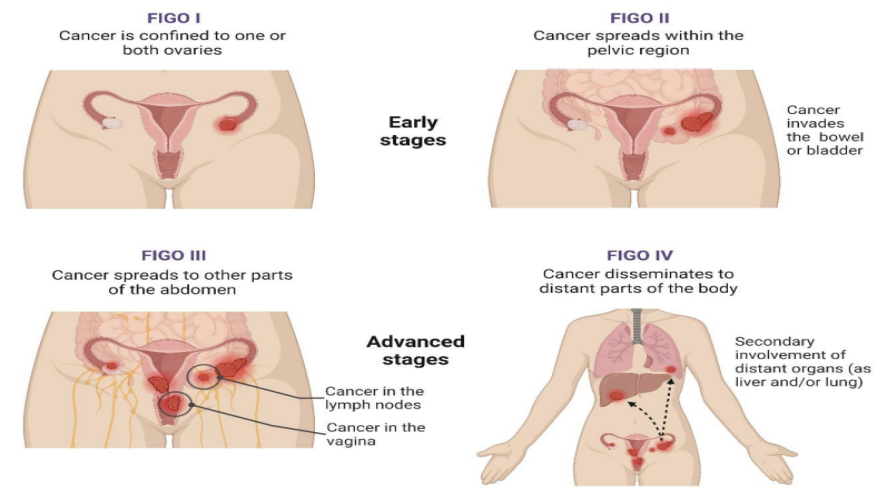 FIGO I
Cancer is confined to one or
both ovaries
FIGO II
Cancer spreads within the
pelvic region
Early
stages
Cancer
invades
the bowel
or bladder
FIGO III
Cancer spreads to other parts
of the abdomen
FIGO IV
Cancer disseminates to
distant parts of the body
Advanced
stages
Cancer in the
lymph nodes
Cancer in the
vagina
Secondary
involvement of
distant organs (as
liver and/or lung)